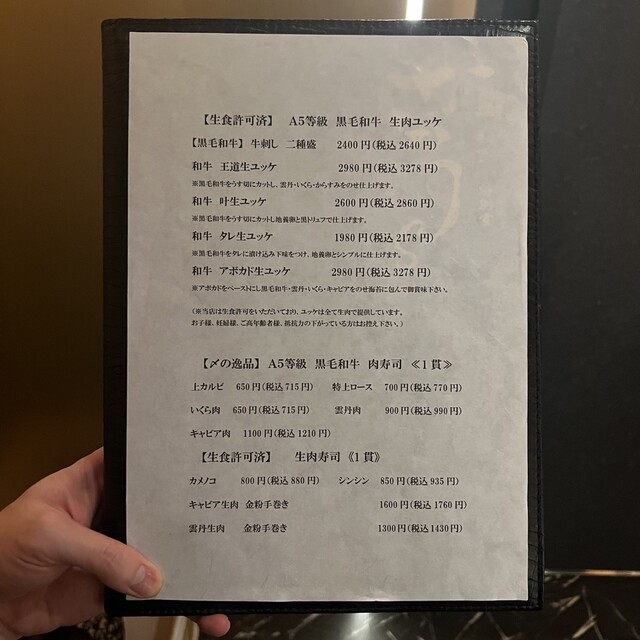 【生食許可済】 A5等級 黒毛和牛 生肉ユッケ
【黒毛和牛】 牛刺し 二種盛 2400円(税込2640円)
和牛 王道生ユッケ 2980円(税込3278円)
※黒毛和牛をうす切にカットし、雲丹・いくら・からすみをのせ仕上げます。
和牛 叶生ユッケ 2600円(税込2860円)
※黒毛和牛をうす切にカットし地養卵と黒トリュフで仕上げます。
和牛 タレ生ユッケ 1980円(税込2178円)
※黒毛和牛をタレに漬け込み下味をつけ、地養卵とシンプルに仕上げます。
和牛 アボカド生ユッケ 2980円(税込3278円)
※アボカドをペーストにし黒毛和牛・雲丹・いくら・キャビアをのせ海苔に包んで御賞味下さい。
(※当店は生食許可をいただいており、ユッケは全て生肉で提供しています。
お子様、妊婦様、ご高年齢者様、抵抗力の下がっている方はお控え下さい。)
【〆の逸品】 A5等級 黒毛和牛 肉寿司 ≪1貫≫
上カルビ 650円(税込715円) 特上ロース 700円(税込770円)
いくら肉 650円(税込715円) 雲丹肉 900円(税込990円)
キャビア肉 1100円(税込1210円)
【生食許可済】 生肉寿司《1貫》
カメノコ 800円(税込880円) シンシン 850円(税込935円)
キャビア生肉 金粉手巻き 1600円(税込1760円)
雲丹生肉 金粉手巻き 1300円(税込1430円)